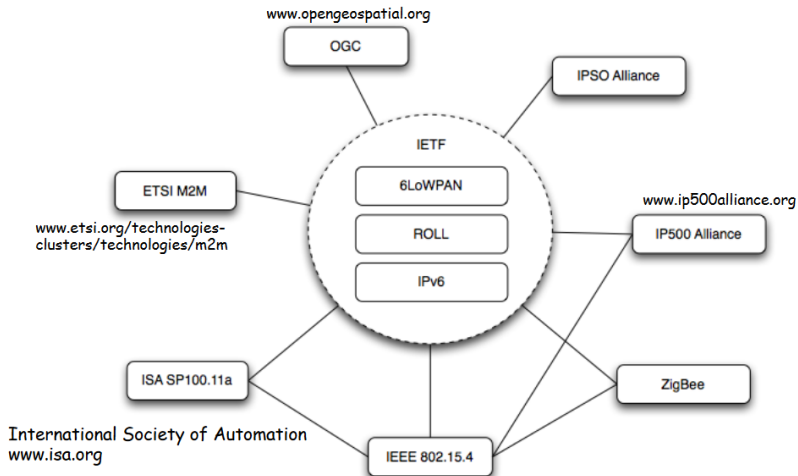 www.opengeospatial.org
OGC
IPSO Alliance
IETF
6LoWPAN
ETSI M2M
www.ip500alliance.org
www.etsi.org/technologies-
clusters/technologies/m2m
ROLL
IP500 Alliance
IPv6
ISA SP100.11a
ZigBee
International Society of Automation
www.isa.org
IEEE 802.15.4